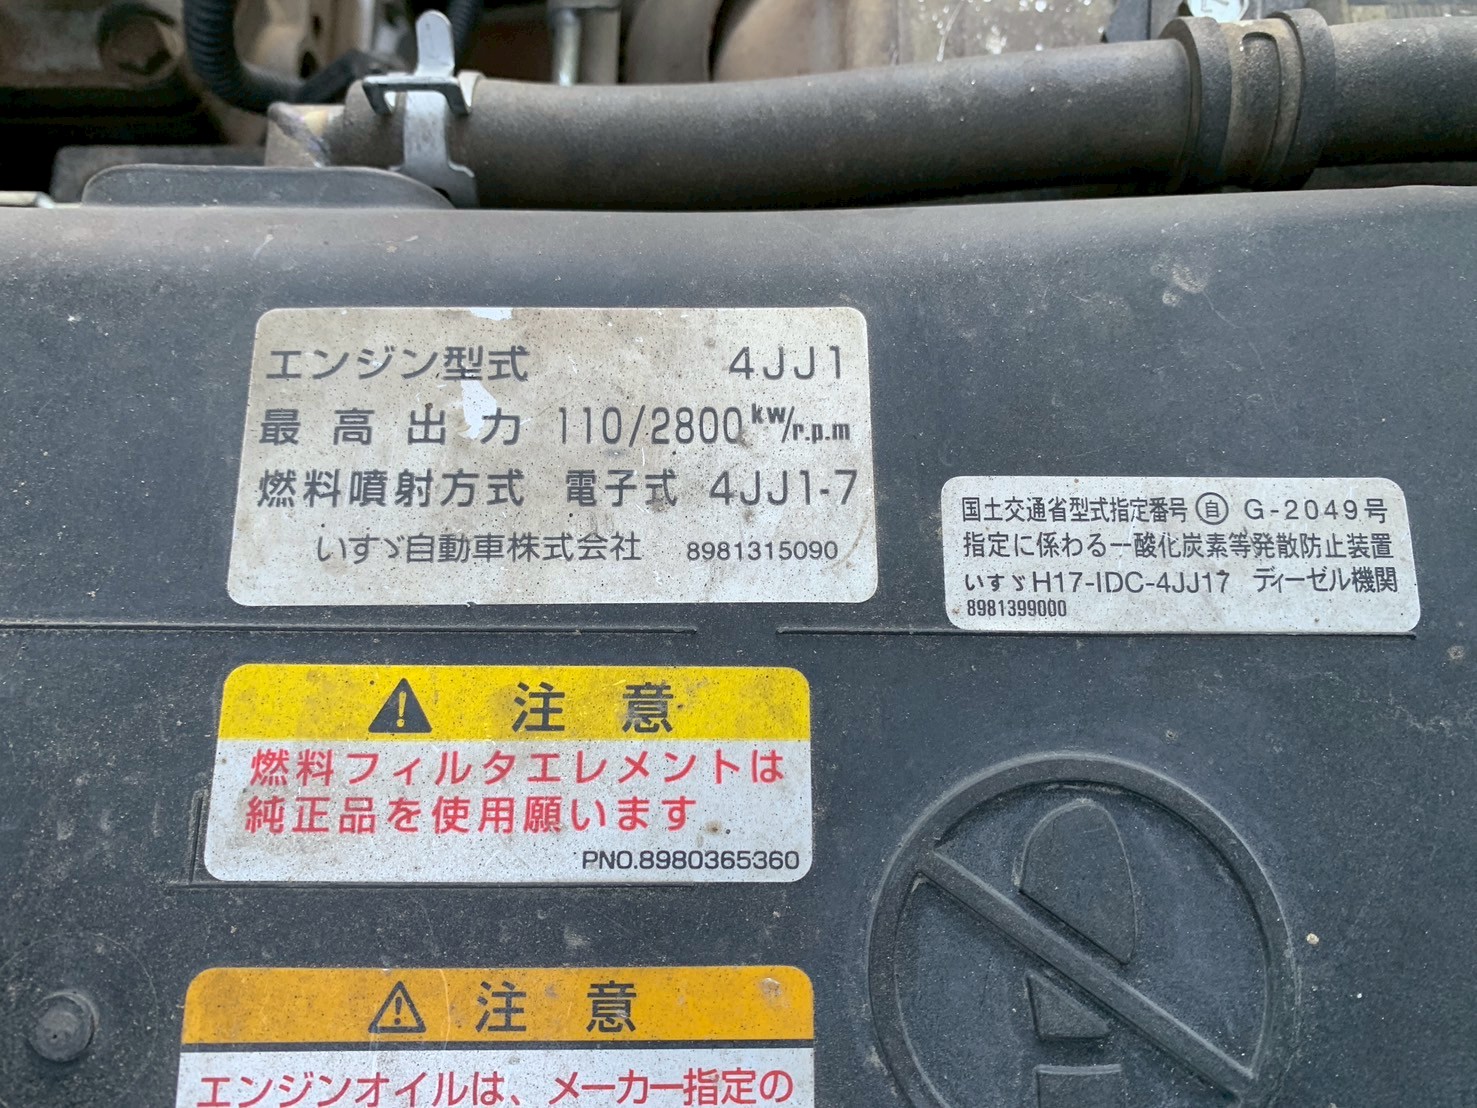 エンジン型式 4JJ1
最高出力 110/2800kW/r.p.m
燃料噴射方式 電子式 4JJ1-7
いすゞ自動車株式会社 8981315090
国土交通省型式指定番号 自 G-2049号
指定に係わる一酸化炭素等発散防止装置
いすゞH17-IDC-4JJ17 ディーゼル機関
8981399000
注意
燃料フィルタエレメントは
純正品を使用願います
PNO.8980365360
注意
エンジンオイルは、メーカー指定の